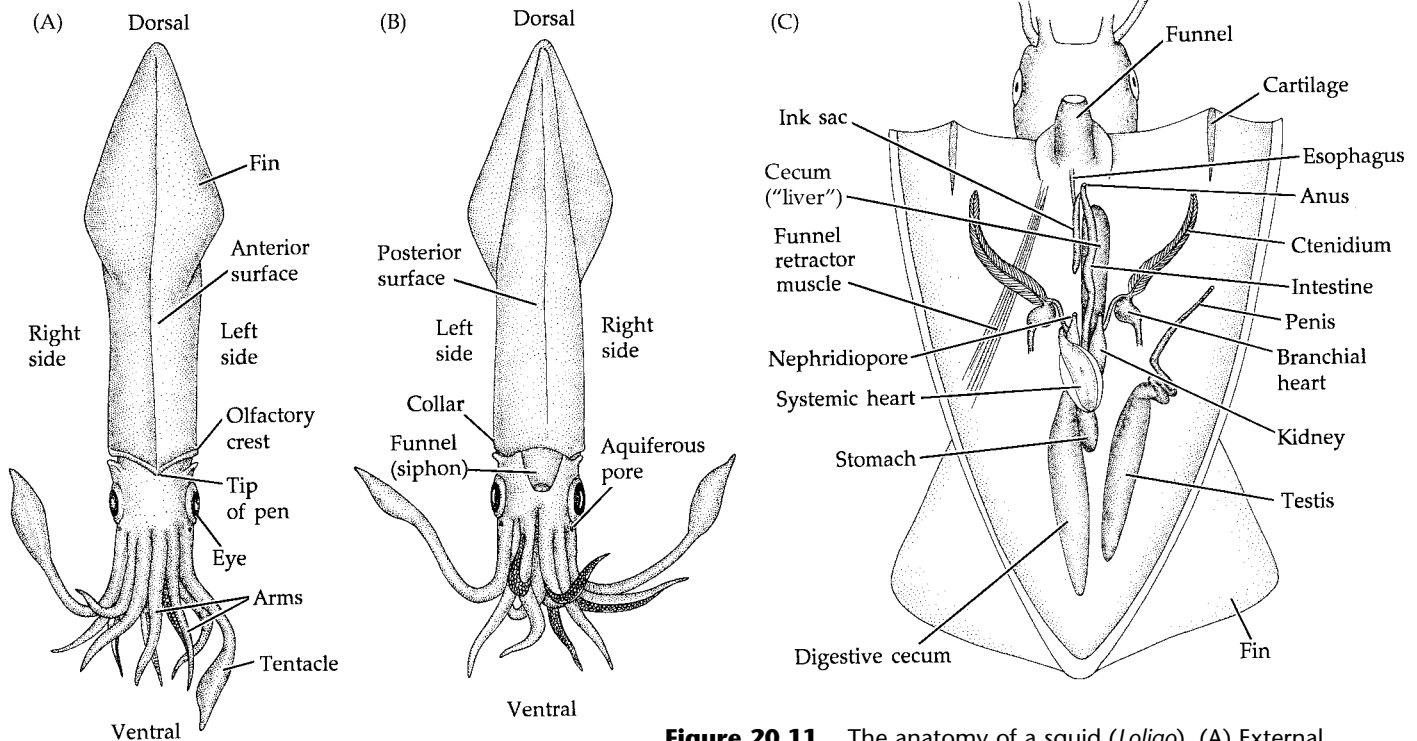 (A)
Dorsal
Fin
Anterior
surface
Right
side
Left
side
Olfactory
crest
Tip
of pen
Eye
Arms
Tentacle
Ventral
(B)
Dorsal
Posterior
surface
Left
side
Right
side
Collar
Funnel
(siphon)
Aquiferous
pore
Ventral
(C)
Funnel
Cartilage
Ink sac
Esophagus
Cecum
("liver")
Anus
Funnel
retractor
muscle
Ctenidium
Intestine
Penis
Nephridiopore
Branchial
heart
Systemic heart
Kidney
Stomach
Testis
Digestive cecum
Fin
Figure 20.11 The anatomy of a squid (Loligo). (A) External